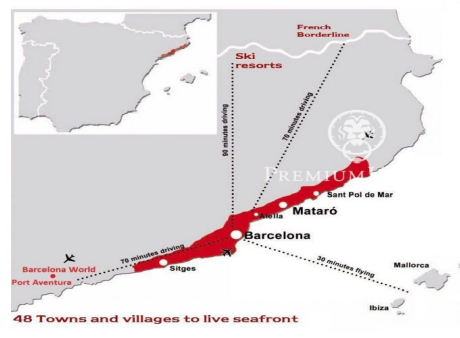 French
Borderline
Ski
resorts
90 minutes driving
70 minutes driving
PREMIUM
Sant Pol de Mar
Mataró
Alella
Barcelona
70 minutes driving
Sitges
30 minutes flying
Barcelona World
Port Aventura
Mallorca
Ibiza
48 Towns and villages to live seafront